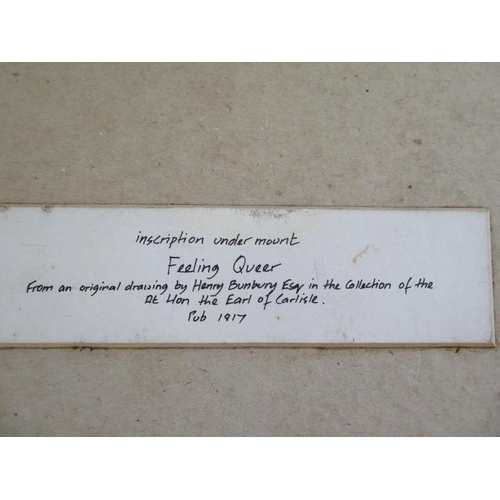 inscription under mount
Feeling Queer
From an original drawing by Henry Bunbury Esqr in the Collection of the
Rt Hon the Earl of Carlisle.
Pub 1817